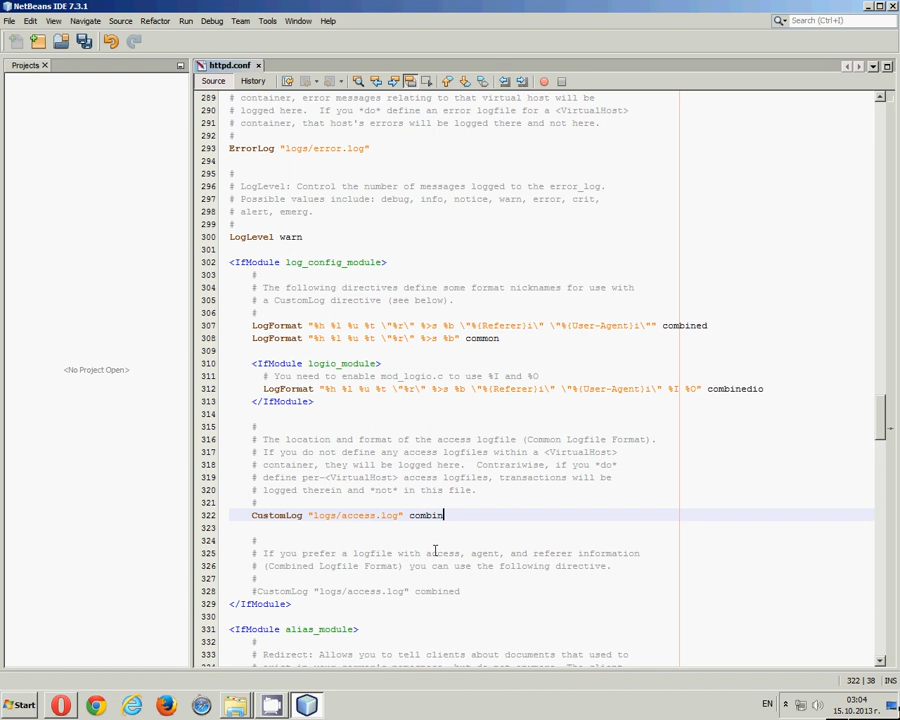 NetBeans IDE 7.3.1
File Edit View Navigate Source Refactor Run Debug Team Tools Window Help
Search (Ctrl+I)
Projects
httpd.conf
Source History
<No Project Open>
289 # container, error messages relating to that virtual host will be
290 # logged here.  If you *do* define an error logfile for a <VirtualHost>
291 # container, that host's errors will be logged there and not here.
292 #
293 ErrorLog "logs/error.log"
294
295 #
296 # LogLevel: Control the number of messages logged to the error_log.
297 # Possible values include: debug, info, notice, warn, error, crit,
298 # alert, emerg.
299 #
300 LogLevel warn
301
302 <IfModule log_config_module>
303     #
304     # The following directives define some format nicknames for use with
305     # a CustomLog directive (see below).
306     #
307     LogFormat "%h %l %u %t \"%r\" %>s %b \"%{Referer}i\" \"%{User-Agent}i\"" combined
308     LogFormat "%h %l %u %t \"%r\" %>s %b" common
309
310     <IfModule logio_module>
311       # You need to enable mod_logio.c to use %I and %O
312       LogFormat "%h %l %u %t \"%r\" %>s %b \"%{Referer}i\" \"%{User-Agent}i\" %I %O" combinedio
313     </IfModule>
314
315     #
316     # The location and format of the access logfile (Common Logfile Format).
317     # If you do not define any access logfiles within a <VirtualHost>
318     # container, they will be logged here.  Contrariwise, if you *do*
319     # define per-<VirtualHost> access logfiles, transactions will be
320     # logged therein and *not* in this file.
321     #
322     CustomLog "logs/access.log" combin
323
324     #
325     # If you prefer a logfile with access, agent, and referer information
326     # (Combined Logfile Format) you can use the following directive.
327     #
328     #CustomLog "logs/access.log" combined
329 </IfModule>
330
331 <IfModule alias_module>
332     #
333     # Redirect: Allows you to tell clients about documents that used to
322 | 38 INS
Start
EN
03:04
15.10.2013 г.